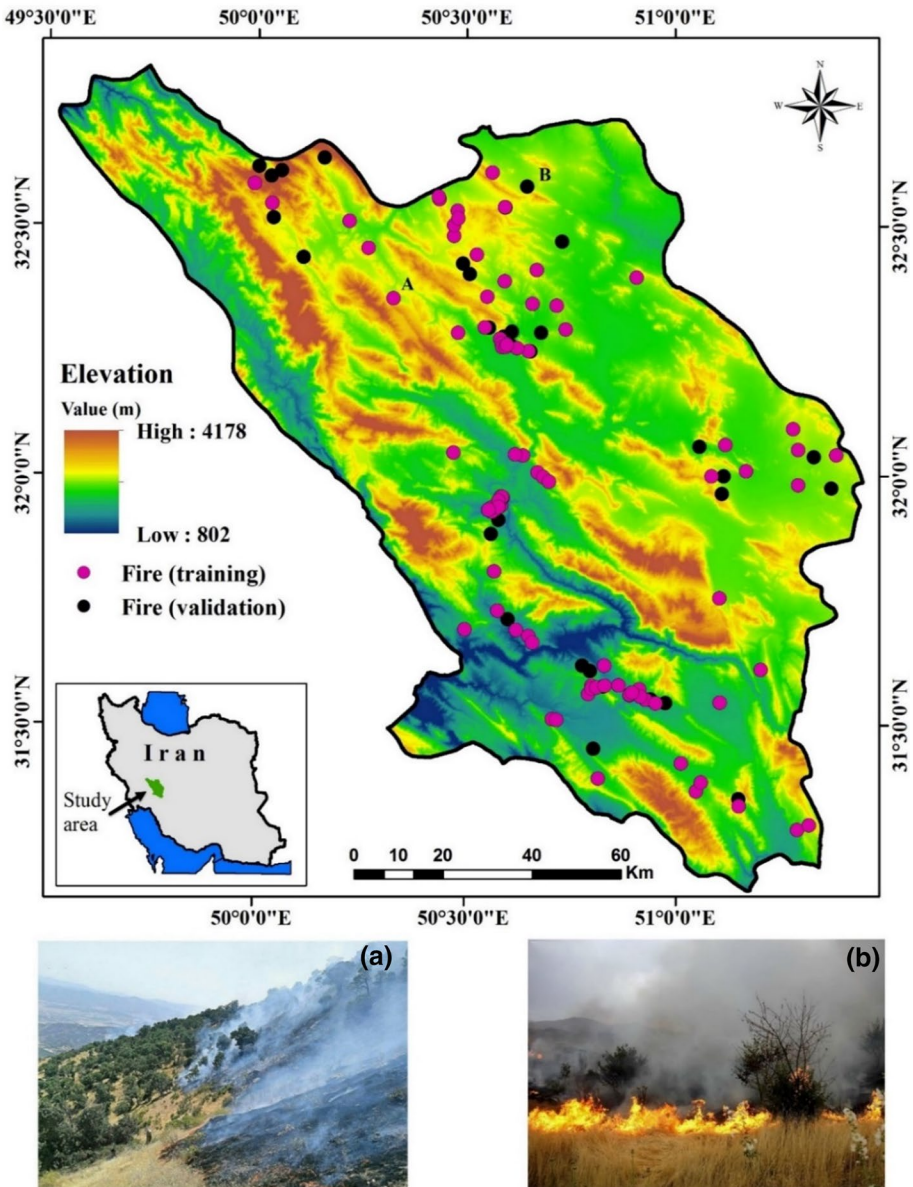 49°30'0"E 50°0'0"E 50°30'0"E 51°0'0"E
N
W E
S
B
32°30'0"N 32°30'0"N
A
Elevation
Value (m)
High : 4178
Low : 802
32°0'0"N 32°0'0"N
Fire (training)
Fire (validation)
31°30'0"N 31°30'0"N
Iran
Study
area
0 10 20 40 60
Km
50°0'0"E 50°30'0"E 51°0'0"E
(a) (b)